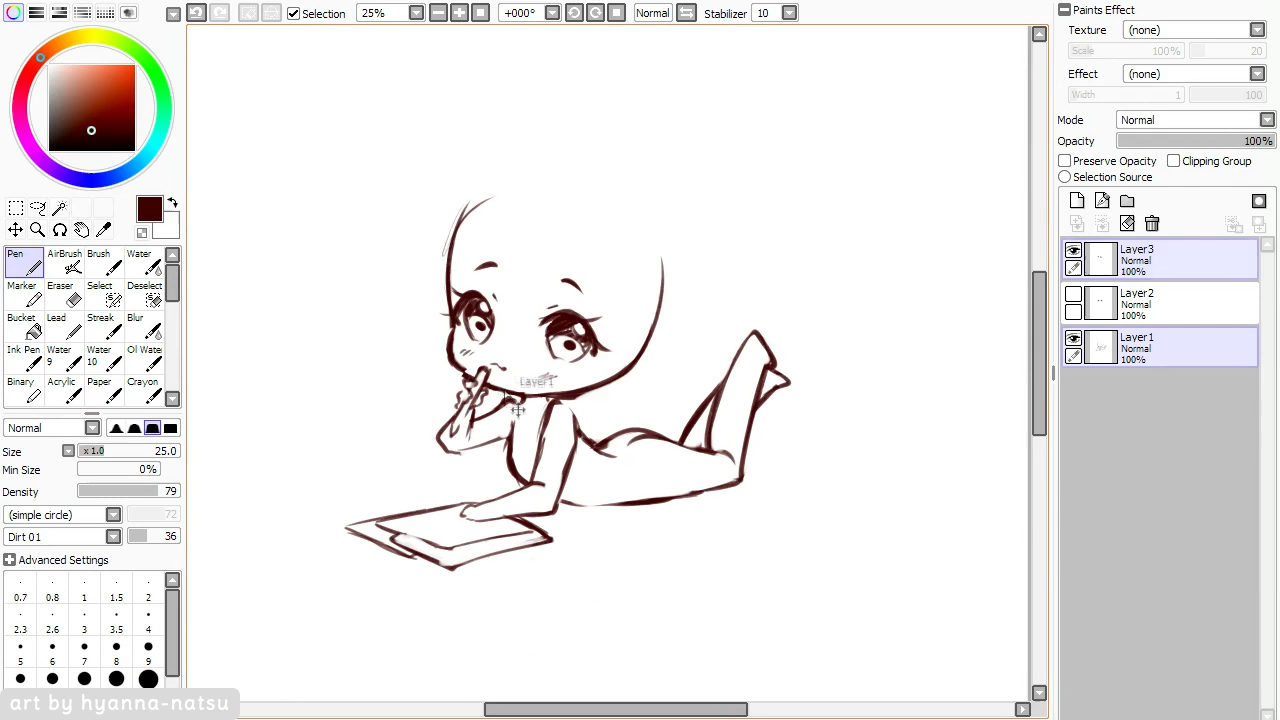 Selection
25%
+000°
Normal
Stabilizer
10
Pen
AirBrush
Brush
Water
Marker
Eraser
Select
Deselect
Bucket
Lead
Streak
Blur
Ink Pen
Water
9
Water
10
Oil Water
Binary
Acrylic
Paper
Crayon
Normal
Size
x 1.0
25.0
Min Size
0%
Density
79
(simple circle)
72
Dirt 01
36
Advanced Settings
0.7
0.8
1
1.5
2
2.3
2.6
3
3.5
4
5
6
7
8
9
art by hyanna-natsu
Layer1
Paints Effect
Texture
(none)
Scale
100%
20
Effect
(none)
Width
1
100
Mode
Normal
Opacity
100%
Preserve Opacity
Clipping Group
Selection Source
Layer3
Normal
100%
Layer2
Normal
100%
Layer1
Normal
100%